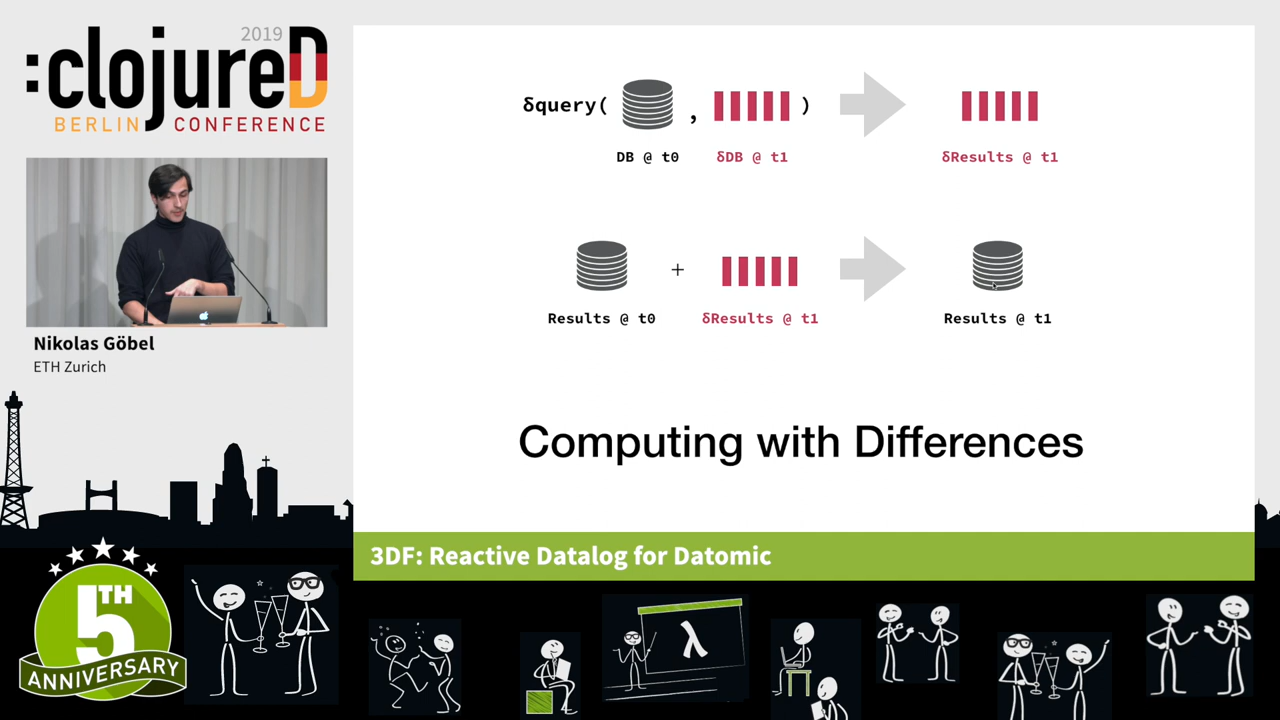 2019
:clojureD
BERLIN CONFERENCE
Nikolas Göbel
ETH Zurich
δquery( , )
DB @ t0 δDB @ t1 δResults @ t1
+
Results @ t0 δResults @ t1 Results @ t1
Computing with Differences
3DF: Reactive Datalog for Datomic
5TH
ANNIVERSARY
λ